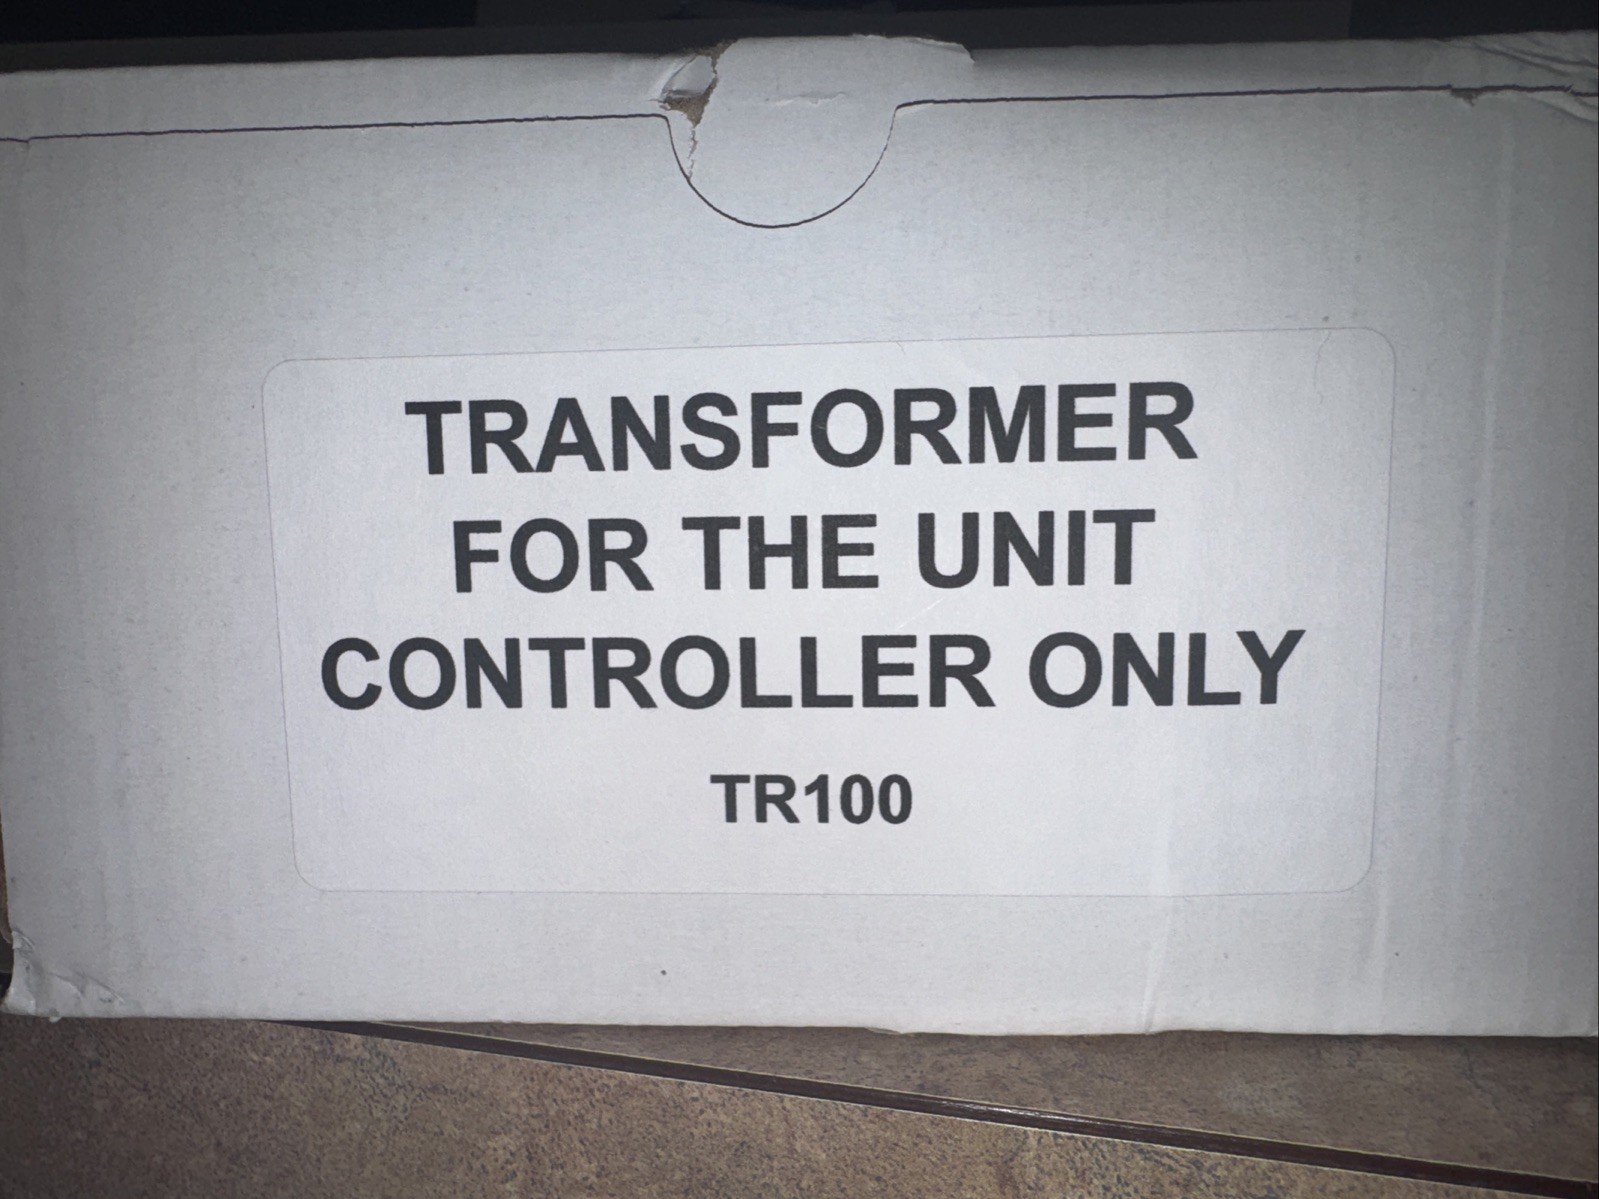 TRANSFORMER
FOR THE UNIT
CONTROLLER ONLY
TR100